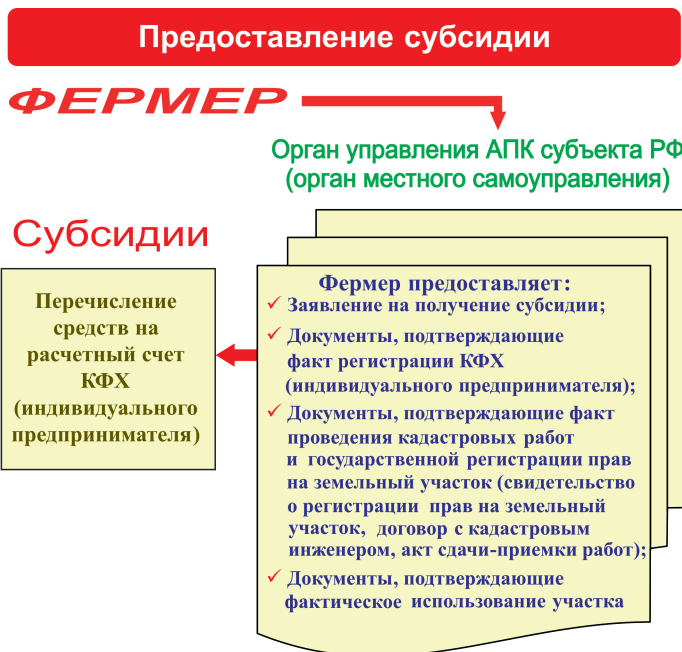 Предоставление субсидии
ФЕРМЕР
Орган управления АПК субъекта РФ
(орган местного самоуправления)
Субсидии
Перечисление
средств на
расчетный счет
КФХ
(индивидуального
предпринимателя)
Фермер предоставляет:
✓ Заявление на получение субсидии;
✓ Документы, подтверждающие
факт регистрации КФХ
(индивидуального предпринимателя);
✓ Документы, подтверждающие факт
проведения кадастровых работ
и государственной регистрации прав
на земельный участок (свидетельство
о регистрации прав на земельный
участок, договор с кадастровым
инженером, акт сдачи-приемки работ);
✓ Документы, подтверждающие
фактическое использование участка